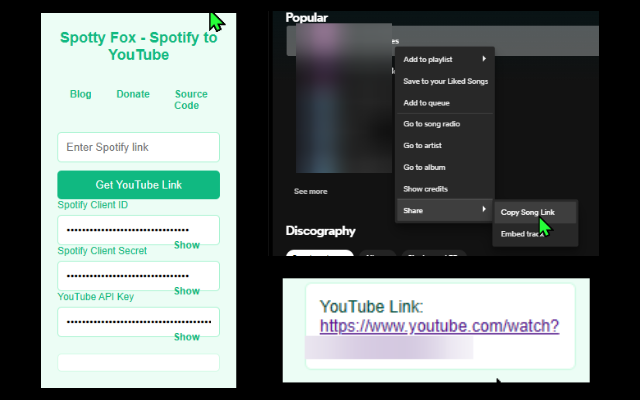 Spotty Fox - Spotify to
YouTube
Blog
Donate
Source
Code
Enter Spotify link
Get YouTube Link
Spotify Client ID
••••••••••••••••••••••••••••••••
Show
Spotify Client Secret
••••••••••••••••••••••••••••••••
Show
YouTube API Key
•••••••••••••••••••••••••••••••••••••••
Show
Popular
Add to playlist
Save to your Liked Songs
Add to queue
Go to song radio
Go to artist
Go to album
Show credits
Share
Copy Song Link
Embed track
See more
Discography
YouTube Link:
https://www.youtube.com/watch?